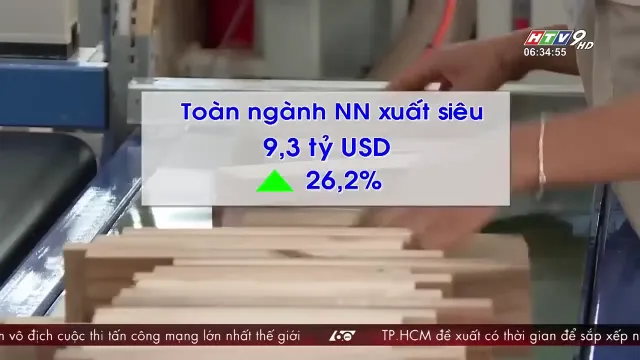 HTV9 HD
06:34:55
Toàn ngành NN xuất siêu
9,3 tỷ USD
26,2%
vô địch cuộc thi tấn công mạng lớn nhất thế giới
60
TP.HCM đề xuất có thời gian để sắp xếp